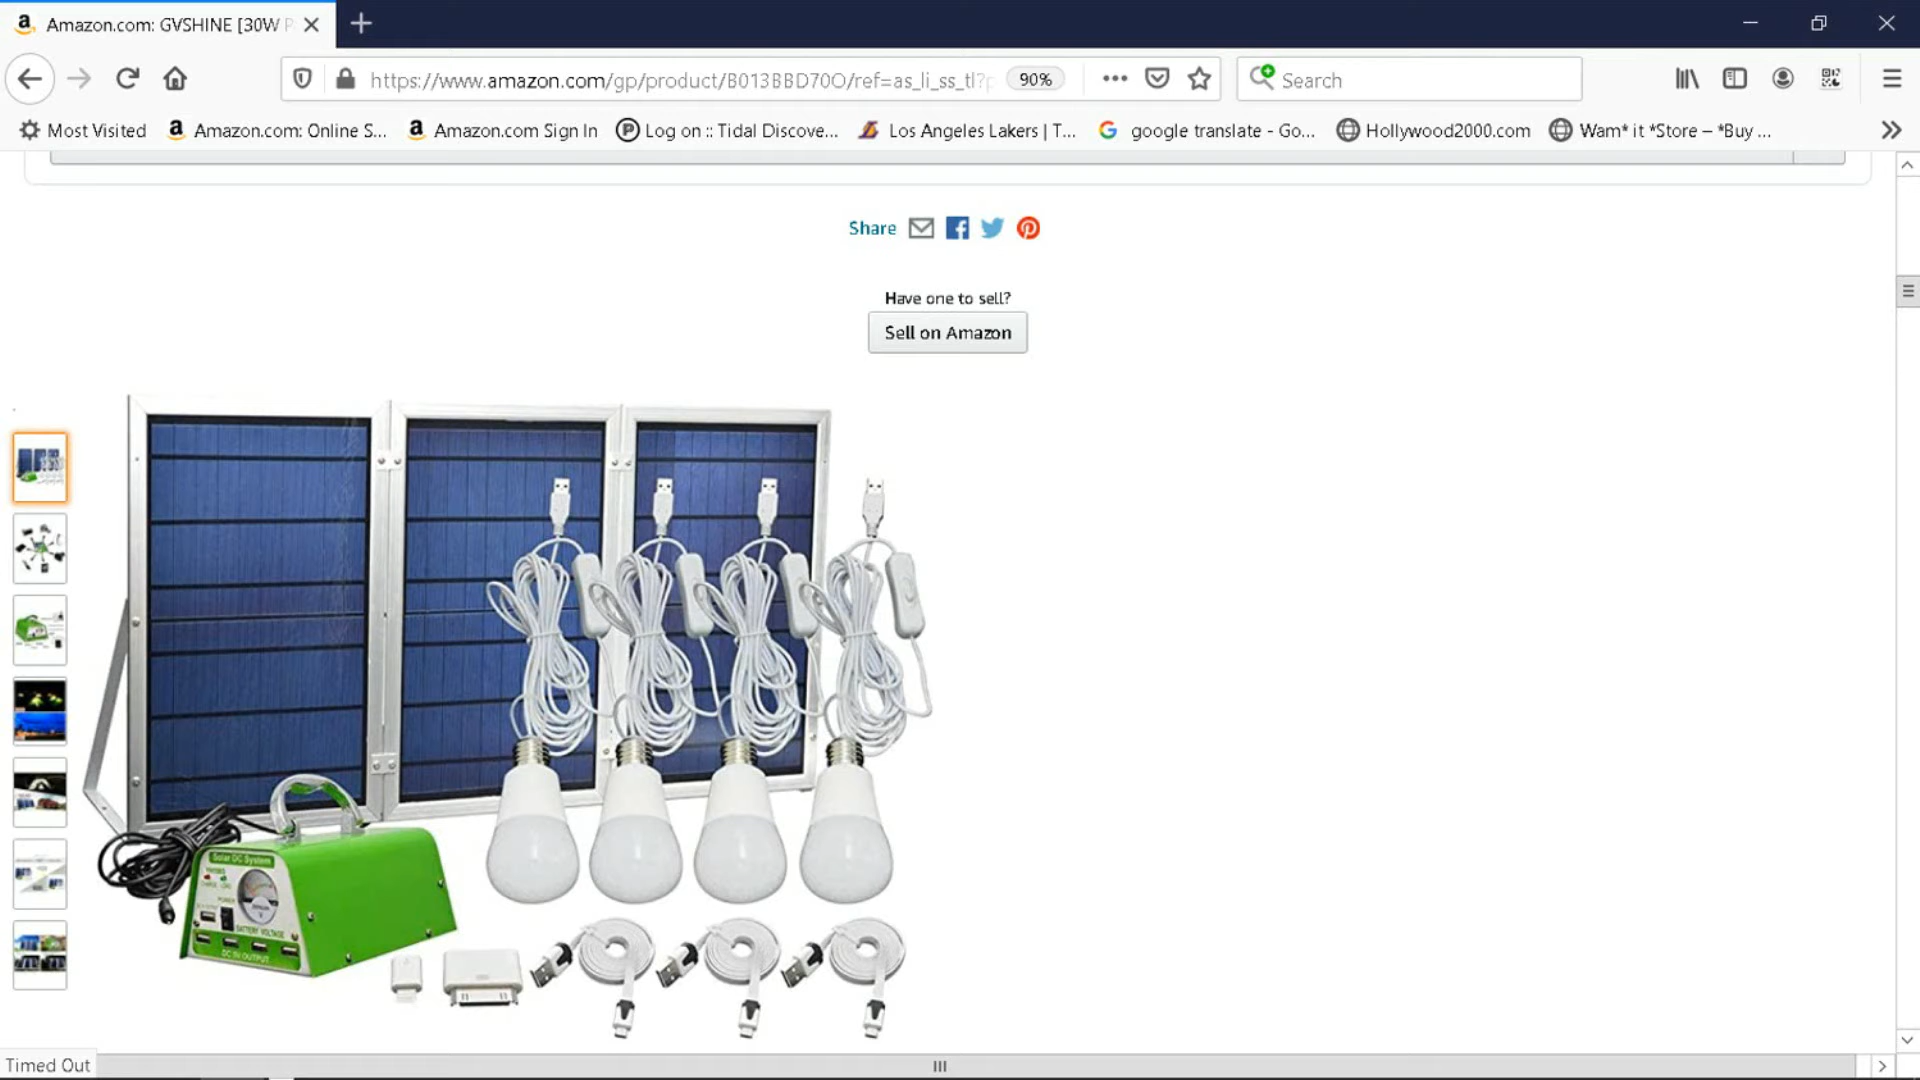 Amazon.com: GVSHINE [30W P
https://www.amazon.com/gp/product/B013BBD70O/ref=as_li_ss_tl?p
90%
Search
Most Visited
Amazon.com: Online S...
Amazon.com Sign In
Log on :: Tidal Discove...
Los Angeles Lakers | T...
google translate - Go...
Hollywood2000.com
Wam* it *Store – *Buy ...
Share
Have one to sell?
Sell on Amazon
Solar DC System
POWER
BATTERY VOLTAGE
DC 5V OUTPUT
Timed Out